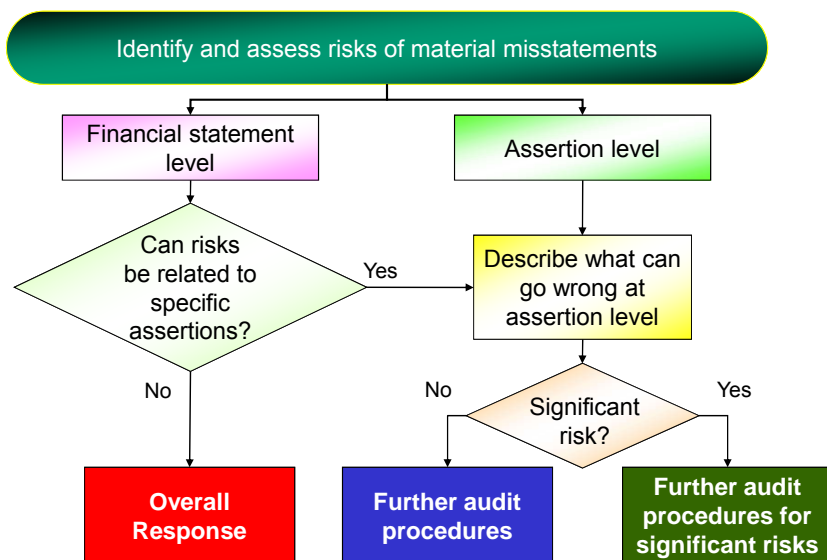 Identify and assess risks of material misstatements
Financial statement
level
Assertion level
Can risks
be related to
specific
assertions?
Yes
Describe what can
go wrong at
assertion level
No
No
Significant
risk?
Yes
Overall
Response
Further audit
procedures
Further audit
procedures for
significant risks